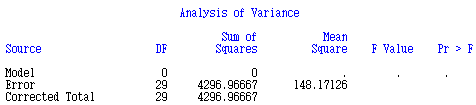 Analysis of Variance
Sum of Mean
Source DF Squares Square F Value Pr > F
Model 0 0 . . .
Error 29 4296.96667 148.17126
Corrected Total 29 4296.96667